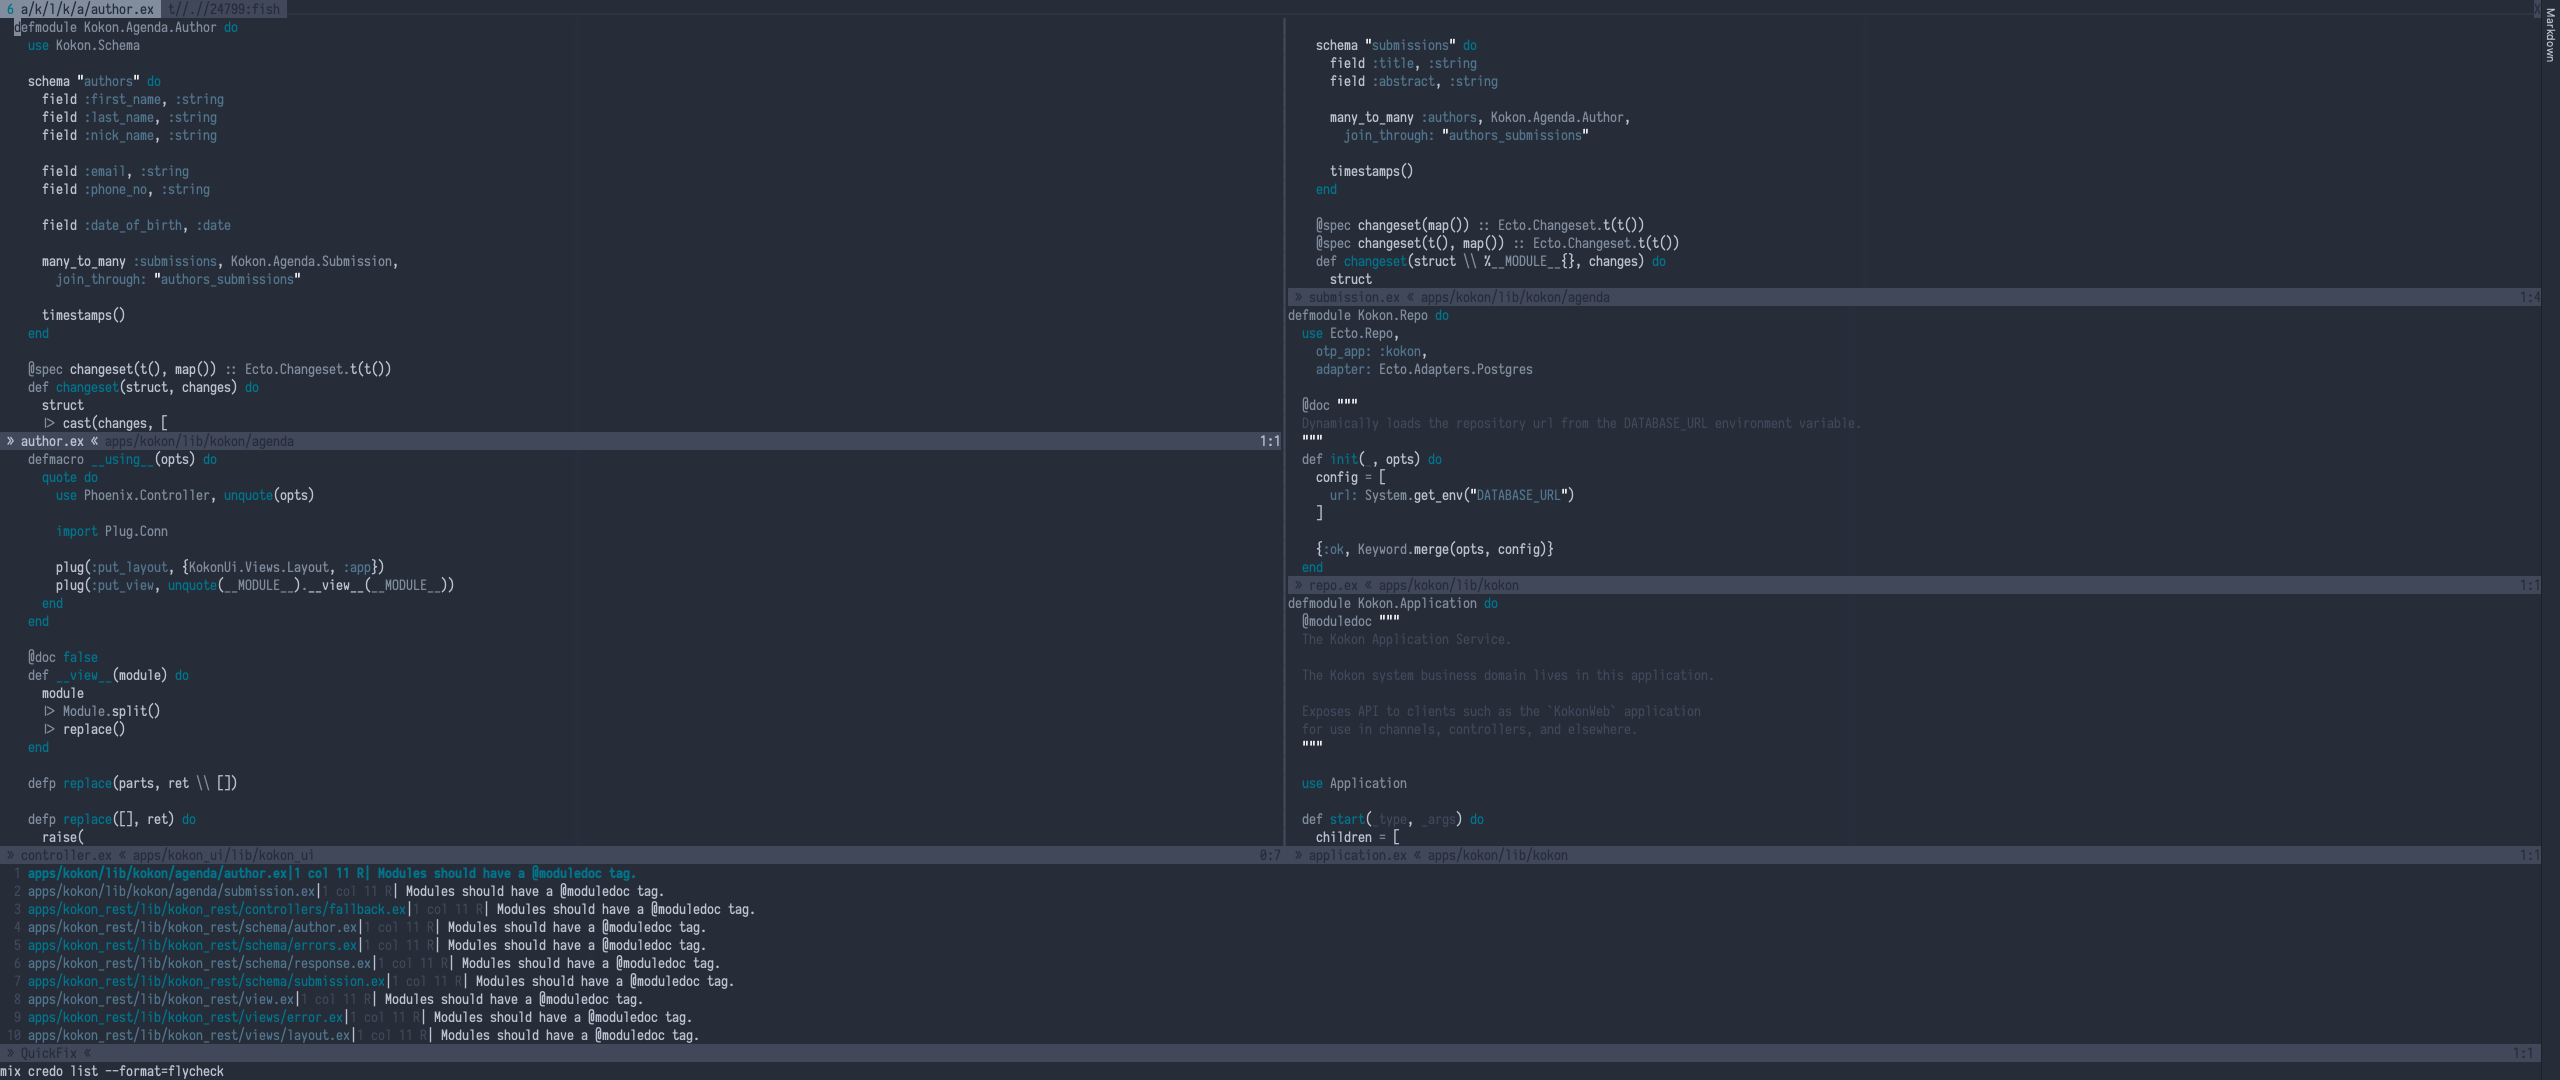 6 a/k/l/k/a/author.ex  t//.//24799:fish
Markdown
defmodule Kokon.Agenda.Author do
  use Kokon.Schema

  schema "authors" do
    field :first_name, :string
    field :last_name, :string
    field :nick_name, :string

    field :email, :string
    field :phone_no, :string

    field :date_of_birth, :date

    many_to_many :submissions, Kokon.Agenda.Submission,
      join_through: "authors_submissions"

    timestamps()
  end

  @spec changeset(t(), map()) :: Ecto.Changeset.t(t())
  def changeset(struct, changes) do
    struct
    |> cast(changes, [
» author.ex « apps/kokon/lib/kokon/agenda 1:1
  defmacro __using__(opts) do
    quote do
      use Phoenix.Controller, unquote(opts)

      import Plug.Conn

      plug(:put_layout, {KokonUi.Views.Layout, :app})
      plug(:put_view, unquote(__MODULE__).__view__(__MODULE__))
    end
  end

  @doc false
  def __view__(module) do
    module
    |> Module.split()
    |> replace()
  end

  defp replace(parts, ret \\ [])

  defp replace([], ret) do
    raise(
» controller.ex « apps/kokon_ui/lib/kokon_ui 0:7
  schema "submissions" do
    field :title, :string
    field :abstract, :string

    many_to_many :authors, Kokon.Agenda.Author,
      join_through: "authors_submissions"

    timestamps()
  end

  @spec changeset(map()) :: Ecto.Changeset.t(t())
  @spec changeset(t(), map()) :: Ecto.Changeset.t(t())
  def changeset(struct \\ %__MODULE__{}, changes) do
    struct
» submission.ex « apps/kokon/lib/kokon/agenda 1:4
defmodule Kokon.Repo do
  use Ecto.Repo,
    otp_app: :kokon,
    adapter: Ecto.Adapters.Postgres

  @doc """
  Dynamically loads the repository url from the DATABASE_URL environment variable.
  """
  def init(_, opts) do
    config = [
      url: System.get_env("DATABASE_URL")
    ]

    {:ok, Keyword.merge(opts, config)}
  end
» repo.ex « apps/kokon/lib/kokon 1:1
defmodule Kokon.Application do
  @moduledoc """
  The Kokon Application Service.

  The Kokon system business domain lives in this application.

  Exposes API to clients such as the `KokonWeb` application
  for use in channels, controllers, and elsewhere.
  """

  use Application

  def start(_type, _args) do
    children = [
» application.ex « apps/kokon/lib/kokon 1:1
1 apps/kokon/lib/kokon/agenda/author.ex|1 col 11 R| Modules should have a @moduledoc tag.
2 apps/kokon/lib/kokon/agenda/submission.ex|1 col 11 R| Modules should have a @moduledoc tag.
3 apps/kokon_rest/lib/kokon_rest/controllers/fallback.ex|1 col 11 R| Modules should have a @moduledoc tag.
4 apps/kokon_rest/lib/kokon_rest/schema/author.ex|1 col 11 R| Modules should have a @moduledoc tag.
5 apps/kokon_rest/lib/kokon_rest/schema/errors.ex|1 col 11 R| Modules should have a @moduledoc tag.
6 apps/kokon_rest/lib/kokon_rest/schema/response.ex|1 col 11 R| Modules should have a @moduledoc tag.
7 apps/kokon_rest/lib/kokon_rest/schema/submission.ex|1 col 11 R| Modules should have a @moduledoc tag.
8 apps/kokon_rest/lib/kokon_rest/view.ex|1 col 11 R| Modules should have a @moduledoc tag.
9 apps/kokon_rest/lib/kokon_rest/views/error.ex|1 col 11 R| Modules should have a @moduledoc tag.
10 apps/kokon_rest/lib/kokon_rest/views/layout.ex|1 col 11 R| Modules should have a @moduledoc tag.
» QuickFix « 1:1
mix credo list --format=flycheck